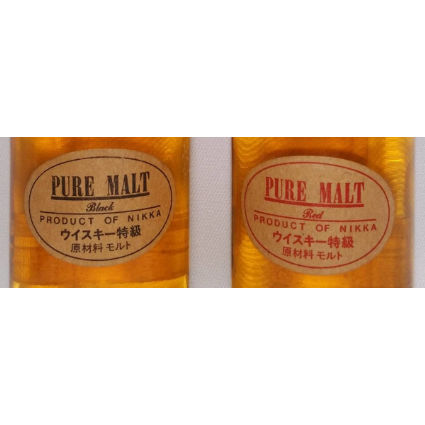 PURE MALT
Black
PRODUCT OF NIKKA
ウイスキー特級
原材料 モルト
PURE MALT
Red
PRODUCT OF NIKKA
ウイスキー特級
原材料 モルト